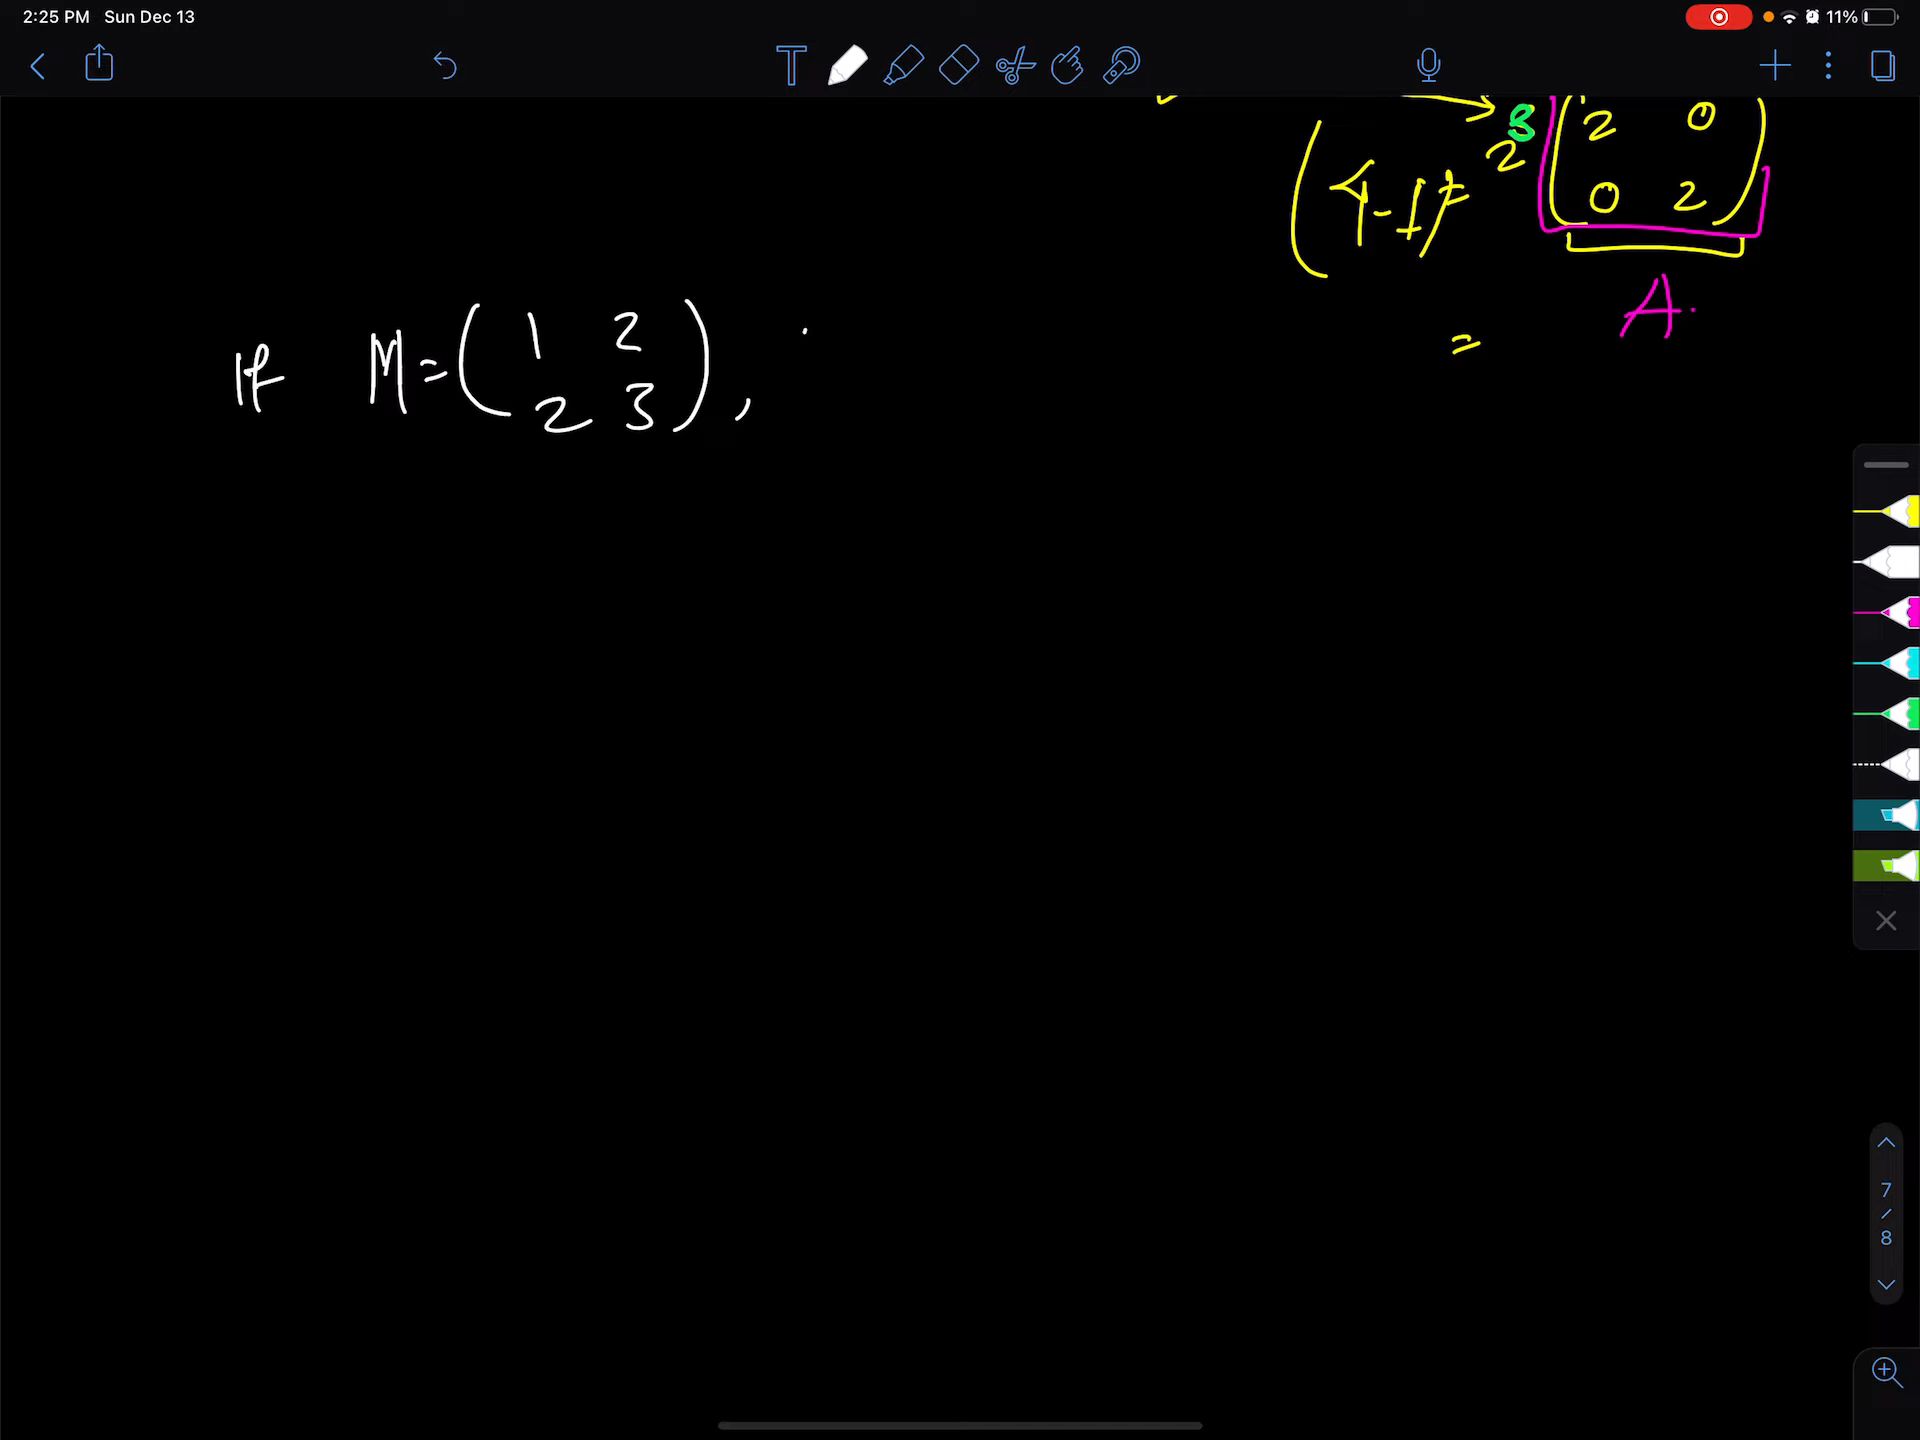 2:25 PM Sun Dec 13
11%
8 2 0
(4-1)= 2
0 2
A.
=
If M = ( 1 2
2 3 ) ,
7
/
8